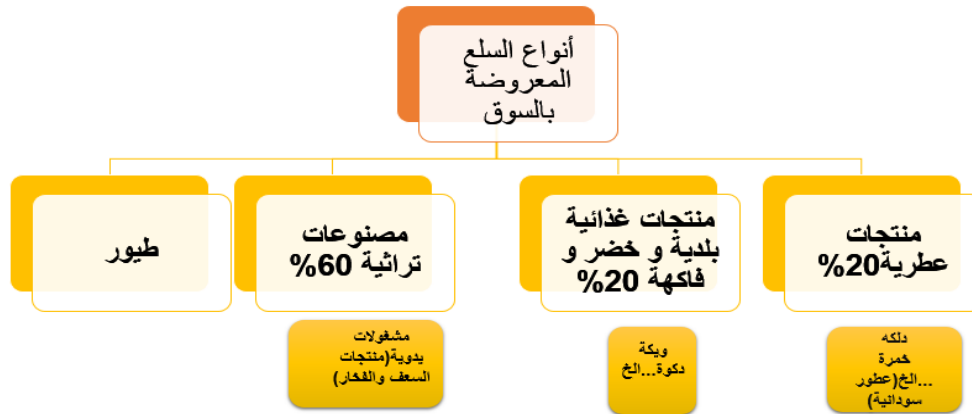 أنواع السلع
المعروضة
بالسوق
منتجات
عطرية20%
منتجات غذائية
بلدية و خضر و
فاكهة 20%
مصنوعات
تراثية 60%
طيور
دلكه
خمرة
...الخ(عطور
سودانية)
ويكة
دكوة...الخ
مشغولات
يدوية(منتجات
السعف والفخار)